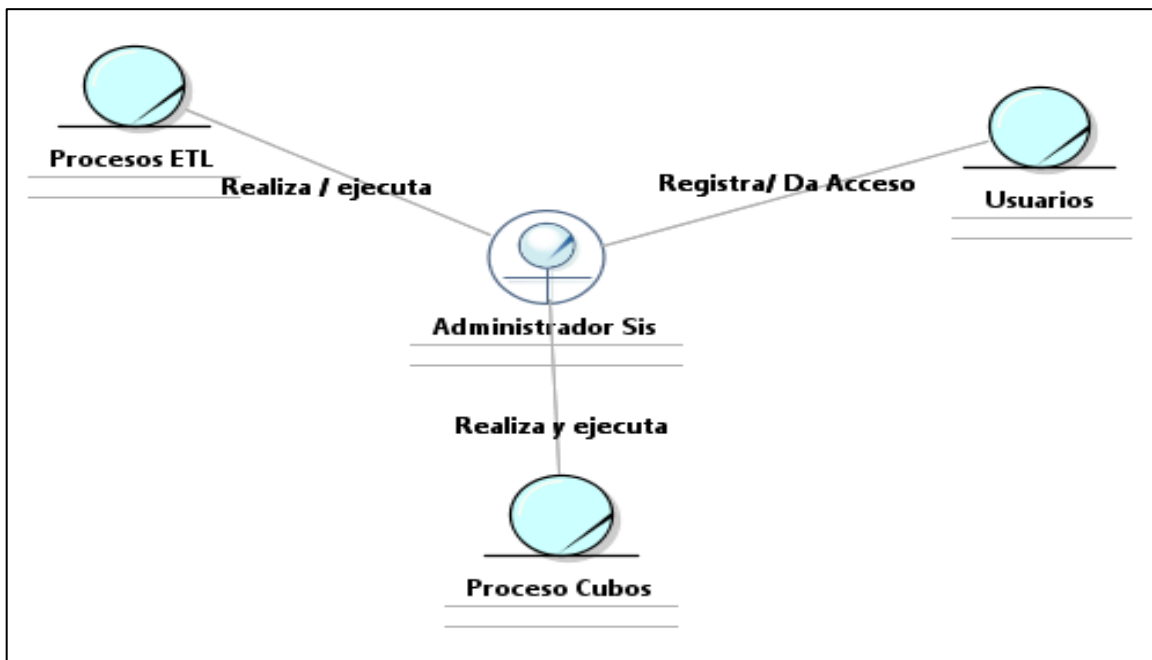 Procesos ETL
Realiza / ejecuta
Registra/ Da Acceso
Usuarios
Administrador Sis
Realiza y ejecuta
Proceso Cubos